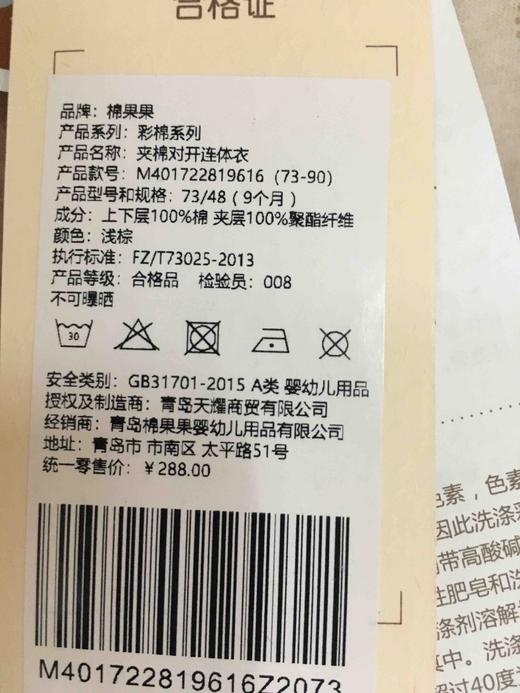 合格证
品牌：棉果果
产品系列：彩棉系列
产品名称：夹棉对开连体衣
产品款号：M401722819616（73-90）
产品型号和规格：73/48（9个月）
成分：上下层100%棉 夹层100%聚酯纤维
颜色：浅棕
执行标准：FZ/T73025-2013
产品等级：合格品 检验员：008
不可曝晒
30
安全类别：GB31701-2015 A类 婴幼儿用品
授权及制造商：青岛天耀商贸有限公司
经销商：青岛棉果果婴幼儿用品有限公司
地址：青岛市 市南区 太平路51号
统一零售价：￥288.00
M401722819616Z2073
色素，色素
因此洗涤
带高酸碱
性肥皂和洗
涤剂溶解
其中。洗涤
超过40度